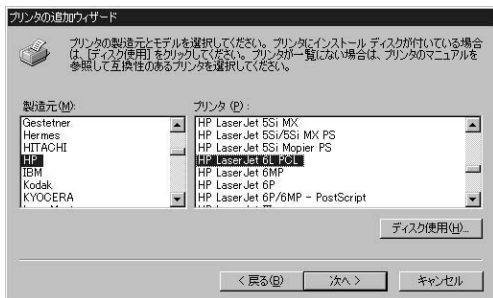 プリンタの追加ウィザード
プリンタの製造元とモデルを選択してください。プリンタにインストール ディスクが付いている場合
は、[ディスク使用] をクリックしてください。プリンタが一覧にない場合は、プリンタのマニュアルを
参照して互換性のあるプリンタを選択してください。
製造元(M):
Gestetner
Hermes
HITACHI
HP
IBM
Kodak
KYOCERA
プリンタ (P) :
HP LaserJet 5Si MX
HP LaserJet 5Si/5Si MX PS
HP LaserJet 5Si Mopier PS
HP LaserJet 6L PCL
HP LaserJet 6MP
HP LaserJet 6P
HP LaserJet 6P/6MP - PostScript
ディスク使用(H)...
< 戻る(B)
次へ >
キャンセル